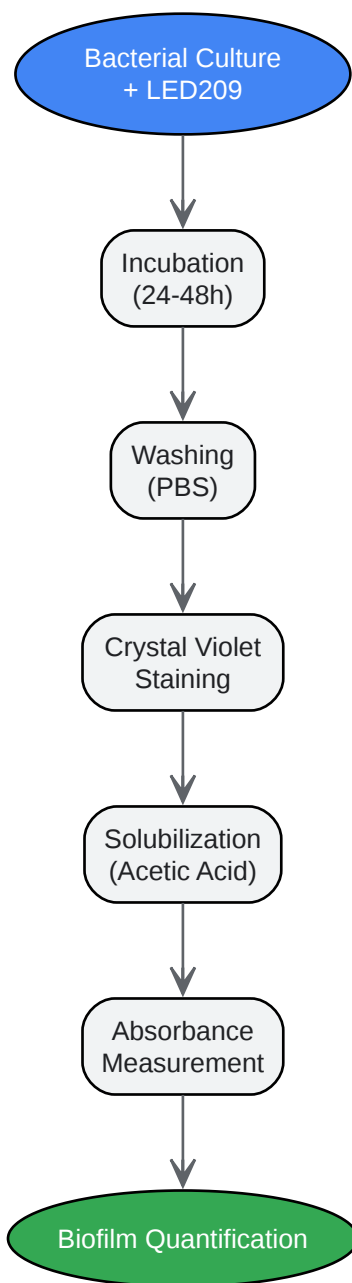 Bacterial Culture
+ LED209
Incubation
(24-48h)
Washing
(PBS)
Crystal Violet
Staining
Solubilization
(Acetic Acid)
Absorbance
Measurement
Biofilm Quantification